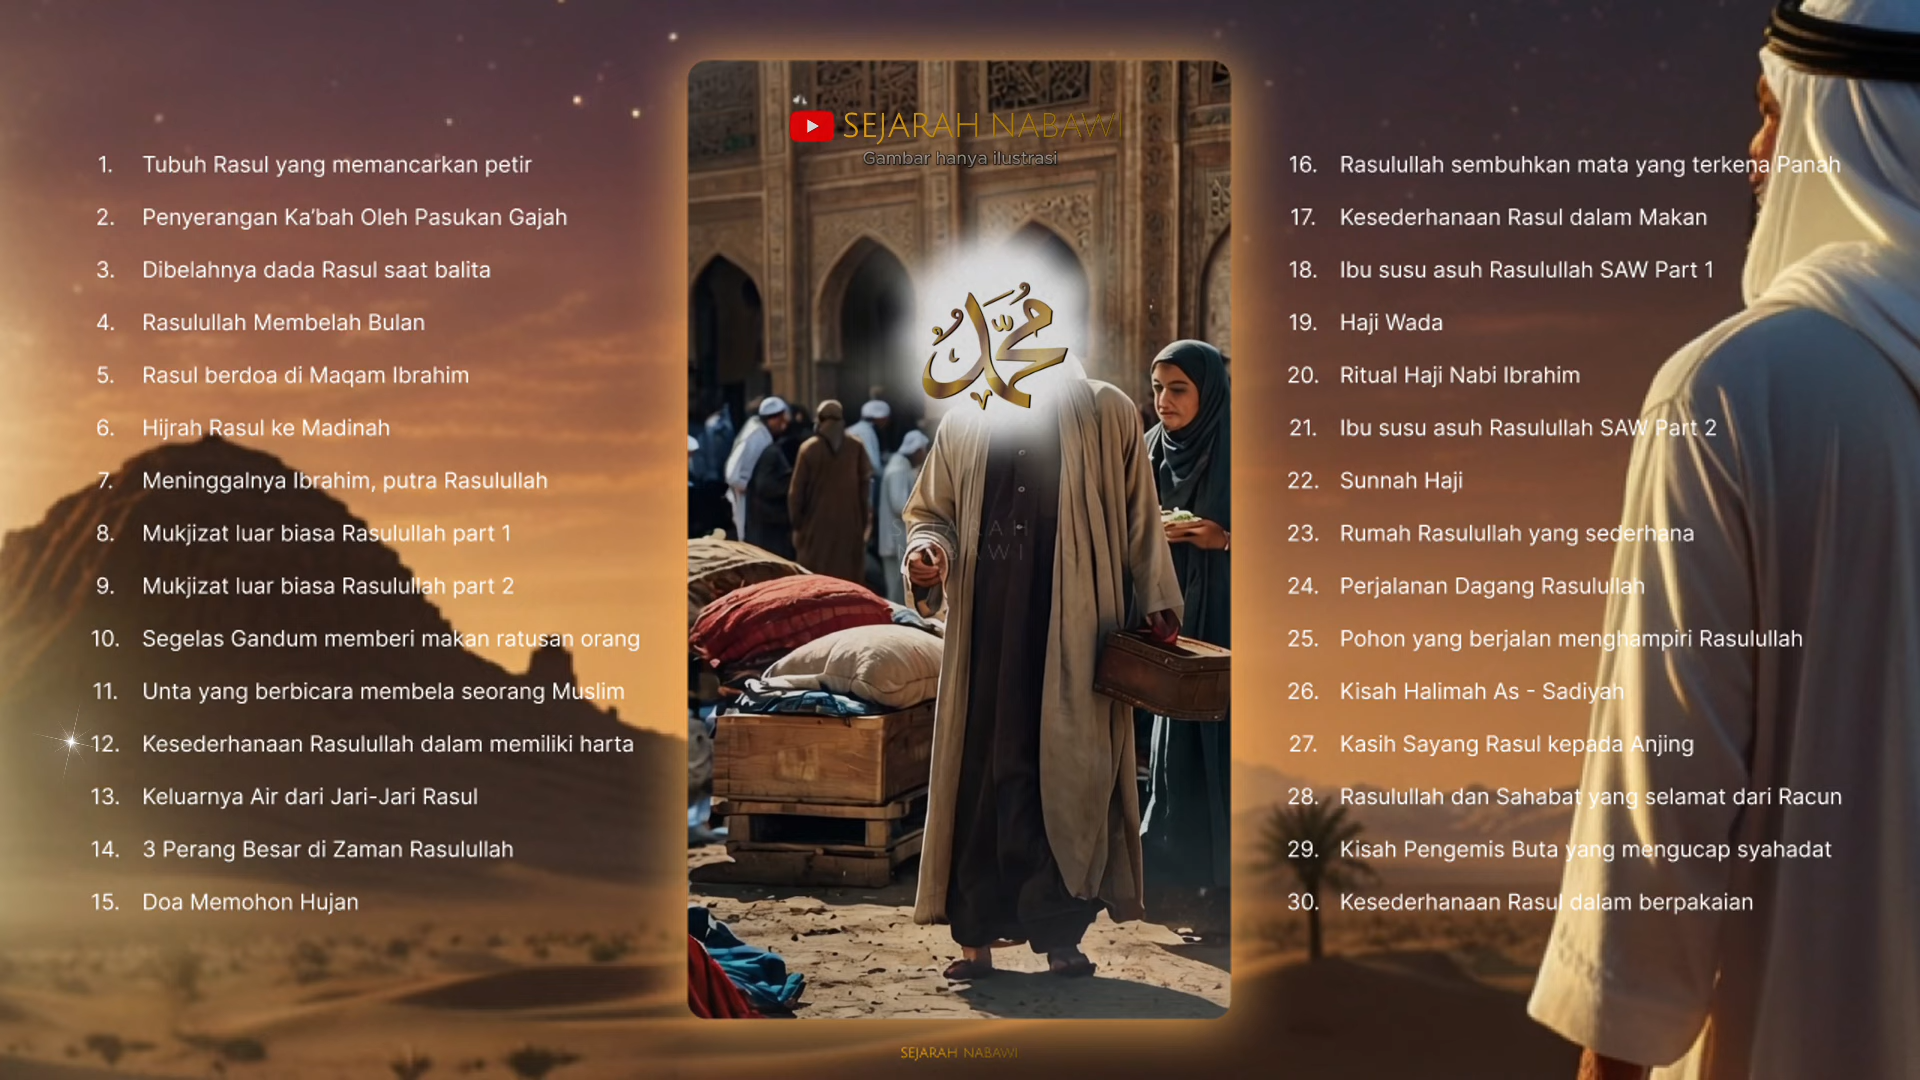 1. Tubuh Rasul yang memancarkan petir
2. Penyerangan Ka’bah Oleh Pasukan Gajah
3. Dibelahnya dada Rasul saat balita
4. Rasulullah Membelah Bulan
5. Rasul berdoa di Maqam Ibrahim
6. Hijrah Rasul ke Madinah
7. Meninggalnya Ibrahim, putra Rasulullah
8. Mukjizat luar biasa Rasulullah part 1
9. Mukjizat luar biasa Rasulullah part 2
10. Segelas Gandum memberi makan ratusan orang
11. Unta yang berbicara membela seorang Muslim
12. Kesederhanaan Rasulullah dalam memiliki harta
13. Keluarnya Air dari Jari-Jari Rasul
14. 3 Perang Besar di Zaman Rasulullah
15. Doa Memohon Hujan
SEJARAH NABAWI
Gambar hanya ilustrasi
مُحَمَّدٌ
SEJARAH
NABAWI
SEJARAH NABAWI
16. Rasulullah sembuhkan mata yang terkena Panah
17. Kesederhanaan Rasul dalam Makan
18. Ibu susu asuh Rasulullah SAW Part 1
19. Haji Wada
20. Ritual Haji Nabi Ibrahim
21. Ibu susu asuh Rasulullah SAW Part 2
22. Sunnah Haji
23. Rumah Rasulullah yang sederhana
24. Perjalanan Dagang Rasulullah
25. Pohon yang berjalan menghampiri Rasulullah
26. Kisah Halimah As - Sadiyah
27. Kasih Sayang Rasul kepada Anjing
28. Rasulullah dan Sahabat yang selamat dari Racun
29. Kisah Pengemis Buta yang mengucap syahadat
30. Kesederhanaan Rasul dalam berpakaian